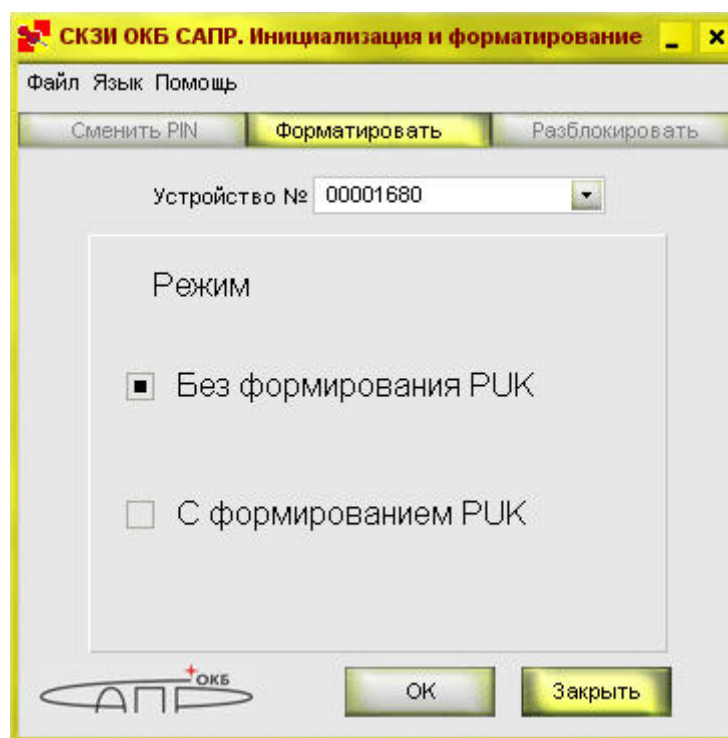 СКЗИ ОКБ САПР. Инициализация и форматирование
Файл Язык Помощь
Сменить PIN Форматировать Разблокировать
Устройство № 00001680
Режим
Без формирования PUK
С формированием PUK
ОКБ
САПР
OK Закрыть